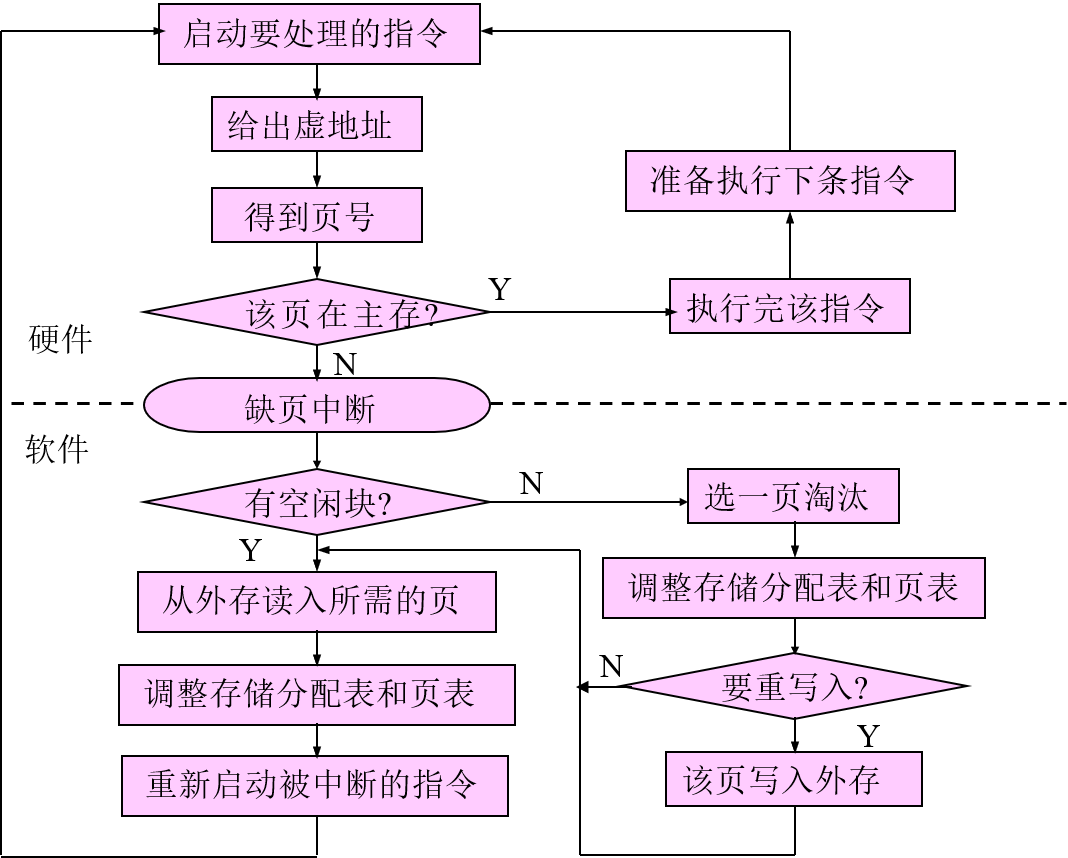 启动要处理的指令
给出虚地址
准备执行下条指令
得到页号
Y
该页在主存?
执行完该指令
硬件
N
缺页中断
软件
有空闲块?
N
选一页淘汰
Y
从外存读入所需的页
调整存储分配表和页表
N
调整存储分配表和页表
要重写入?
Y
重新启动被中断的指令
该页写入外存